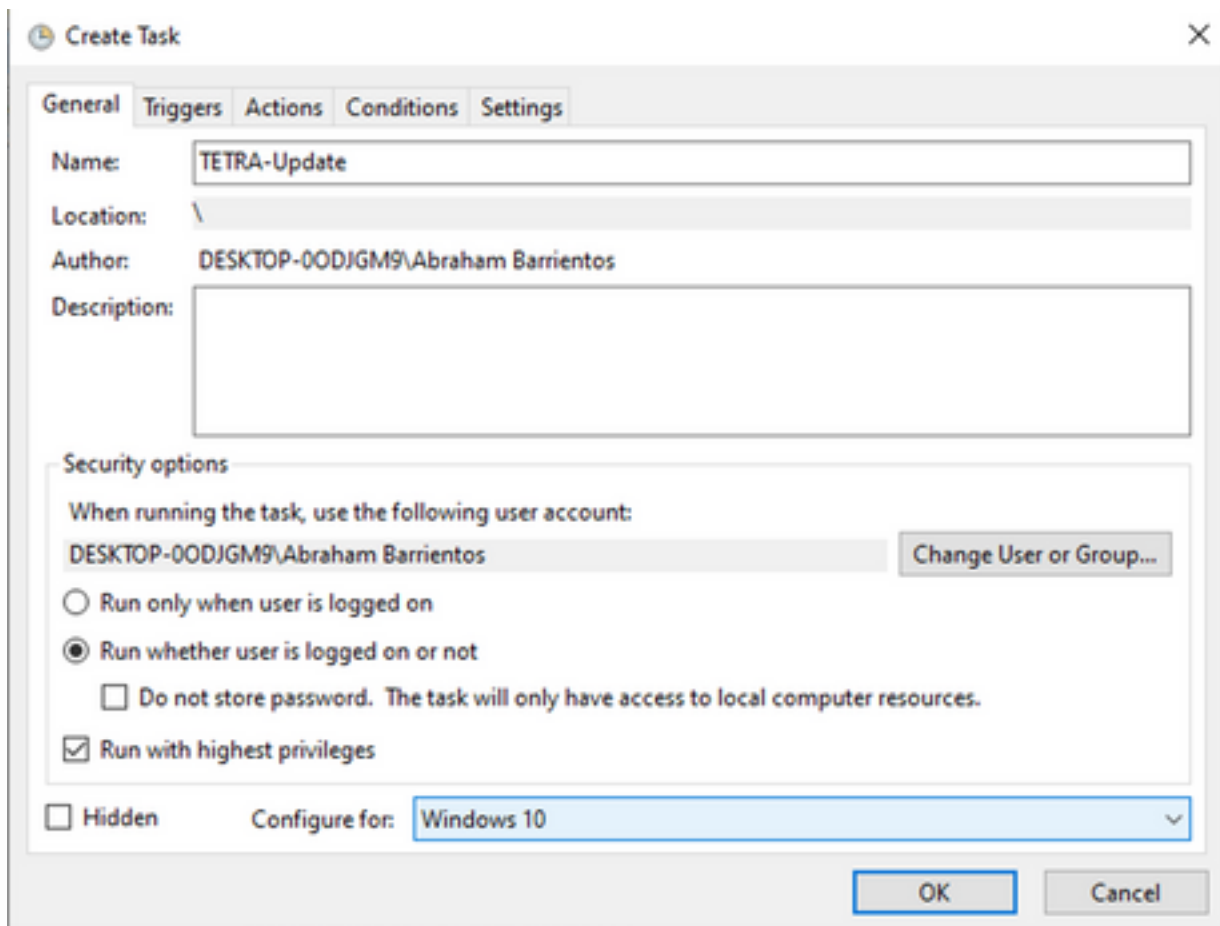 Create Task
General Triggers Actions Conditions Settings
Name: TETRA-Update
Location: \
Author: DESKTOP-0ODJGM9\Abraham Barrientos
Description:
Security options
When running the task, use the following user account:
DESKTOP-0ODJGM9\Abraham Barrientos Change User or Group...
Run only when user is logged on
Run whether user is logged on or not
Do not store password. The task will only have access to local computer resources.
Run with highest privileges
Hidden Configure for: Windows 10
OK Cancel